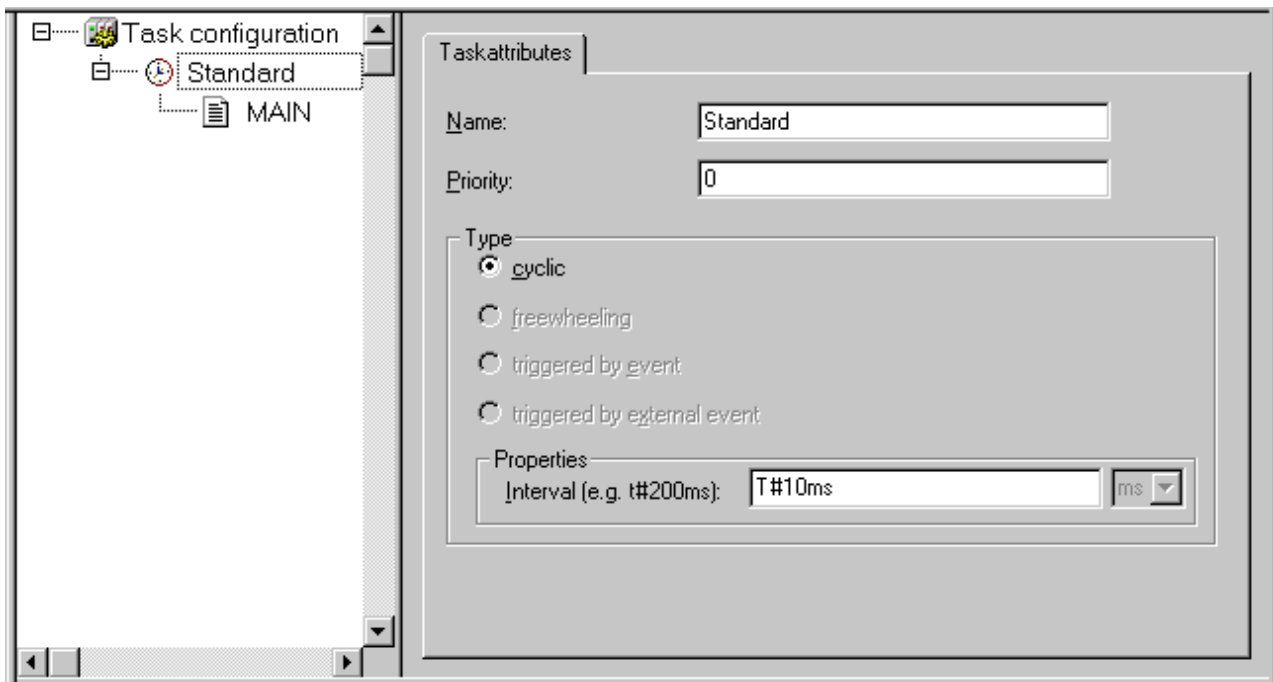 Task configuration
Standard
MAIN
Taskattributes
Name: Standard
Priority: 0
Type
cyclic
freewheeling
triggered by event
triggered by external event
Properties
Interval (e.g. t#200ms): T#10ms ms